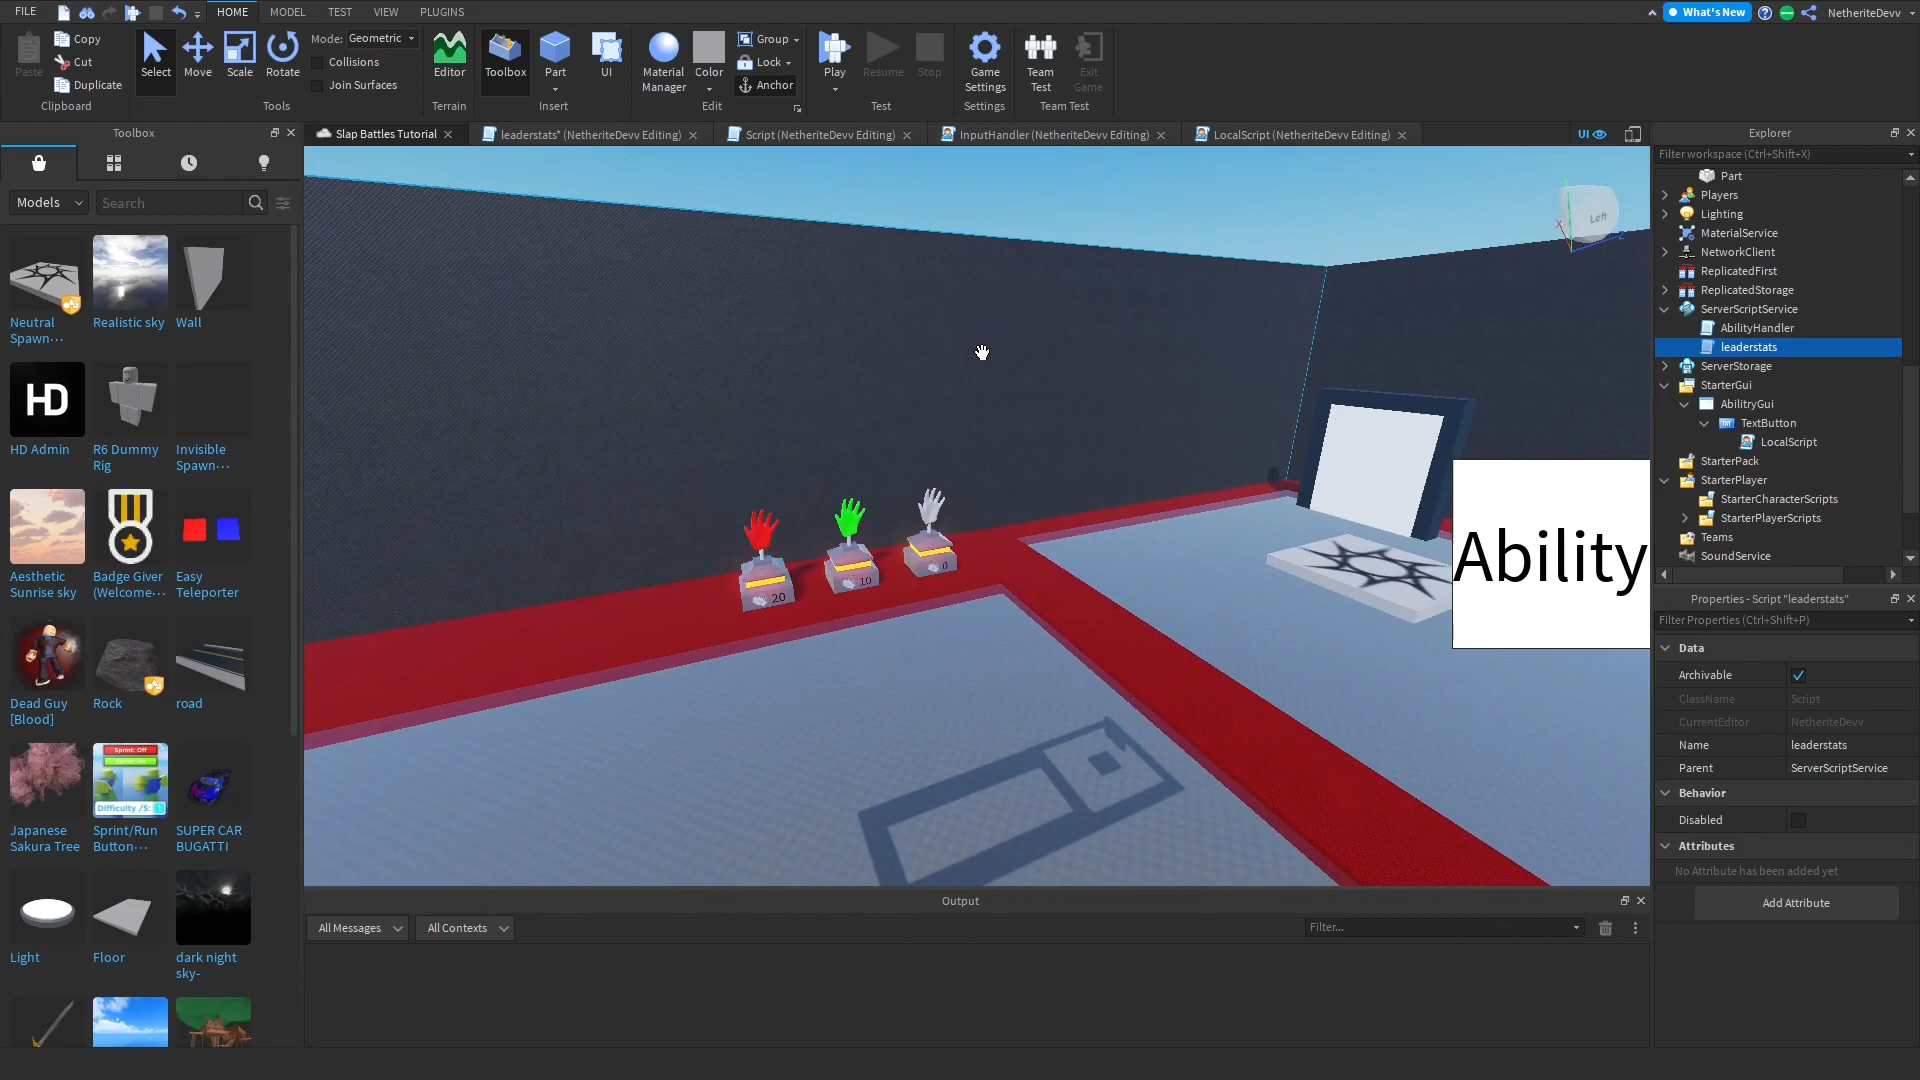 FILE
HOME
MODEL
TEST
VIEW
PLUGINS
What's New
NetheriteDevv
Paste
Copy
Cut
Duplicate
Clipboard
Select
Move
Scale
Rotate
Mode: Geometric
Collisions
Join Surfaces
Tools
Editor
Terrain
Toolbox
Part
UI
Insert
Material Manager
Color
Group
Lock
Anchor
Edit
Play
Resume
Stop
Test
Game Settings
Settings
Team Test
Exit Game
Team Test
Toolbox
Slap Battles Tutorial
leaderstats* (NetheriteDevv Editing)
Script (NetheriteDevv Editing)
InputHandler (NetheriteDevv Editing)
LocalScript (NetheriteDevv Editing)
UI
Models
Search
Neutral Spawn···
Realistic sky
Wall
HD
HD Admin
R6 Dummy Rig
Invisible Spawn···
Aesthetic Sunrise sky
Badge Giver (Welcome···
Easy Teleporter
Dead Guy [Blood]
Rock
road
Sprint: Off
Difficulty /5: 1
Japanese Sakura Tree
Sprint/Run Button···
SUPER CAR BUGATTI
Light
Floor
dark night sky-
20
10
0
Left
X
Z
Ability
Output
All Messages
All Contexts
Filter...
Explorer
Filter workspace (Ctrl+Shift+X)
Part
Players
Lighting
MaterialService
NetworkClient
ReplicatedFirst
ReplicatedStorage
ServerScriptService
AbilityHandler
leaderstats
ServerStorage
StarterGui
AbilitryGui
TextButton
LocalScript
StarterPack
StarterPlayer
StarterCharacterScripts
StarterPlayerScripts
Teams
SoundService
Properties - Script "leaderstats"
Filter Properties (Ctrl+Shift+P)
Data
Archivable
ClassName Script
CurrentEditor NetheriteDevv
Name leaderstats
Parent ServerScriptService
Behavior
Disabled
Attributes
No Attribute has been added yet
Add Attribute